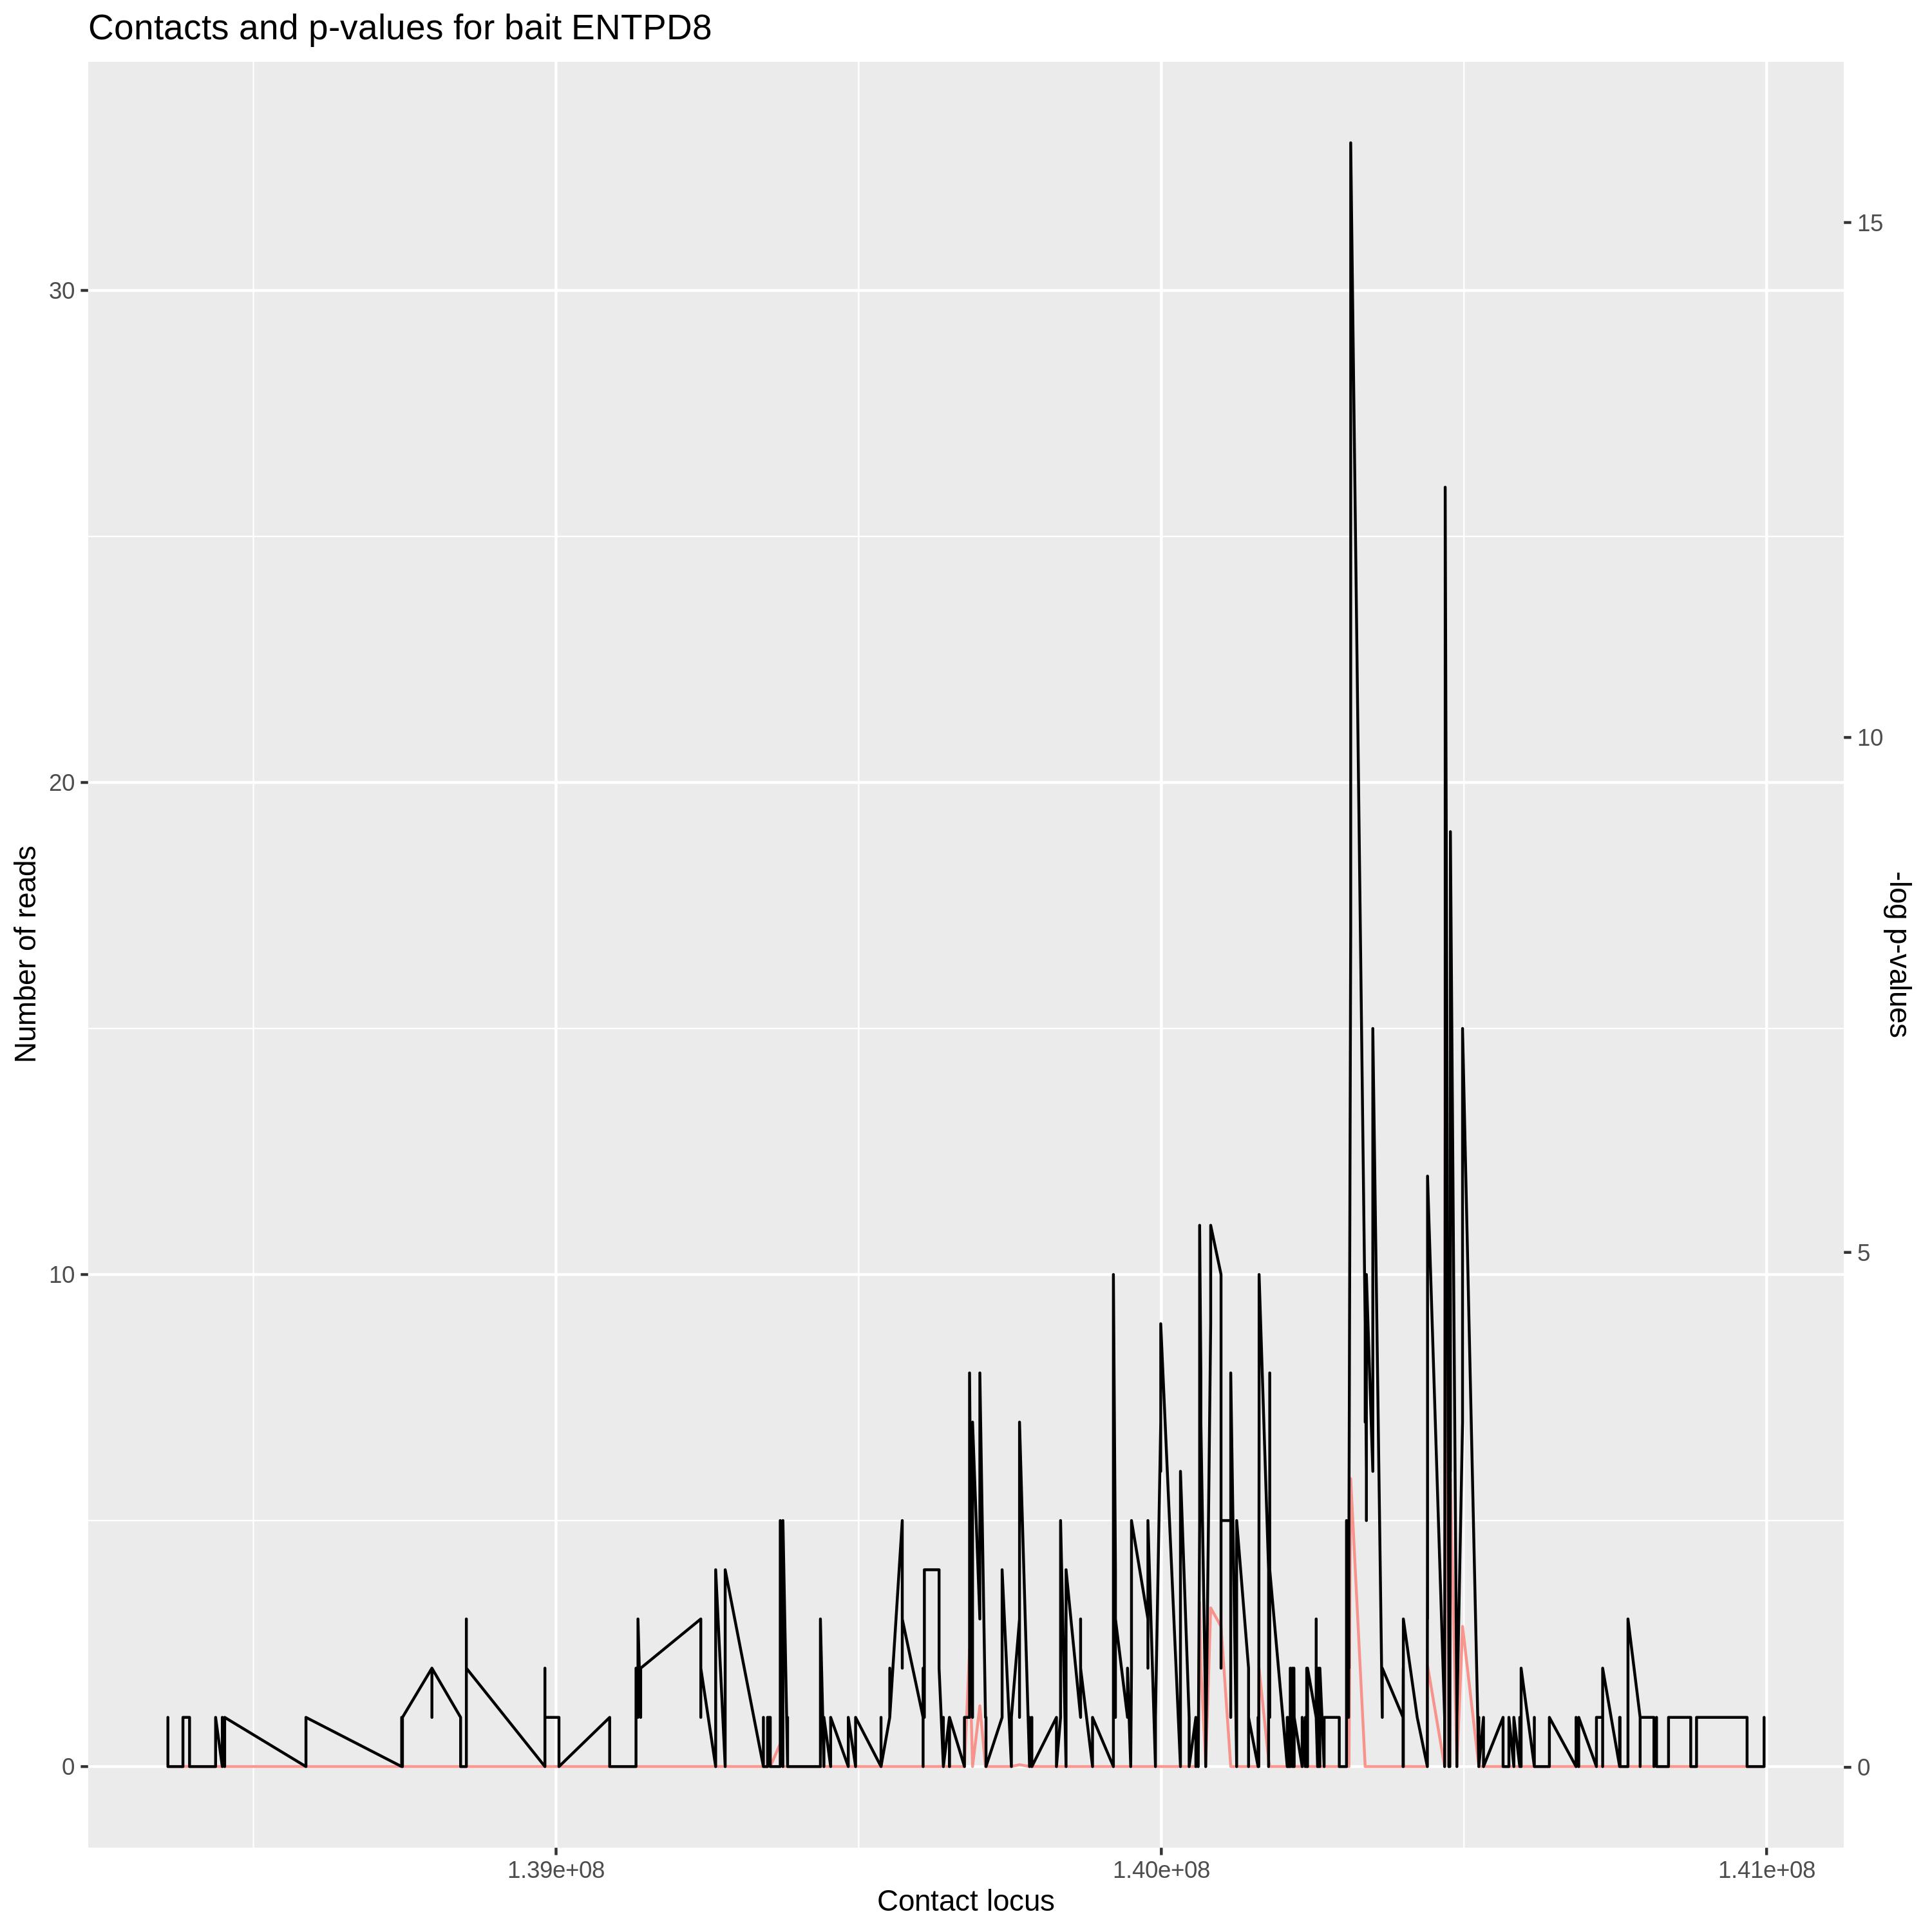 Contacts and p-values for bait ENTPD8
Number of reads
30
20
10
0
15
10
5
0
-log p-values
1.39e+08
1.40e+08
1.41e+08
Contact locus